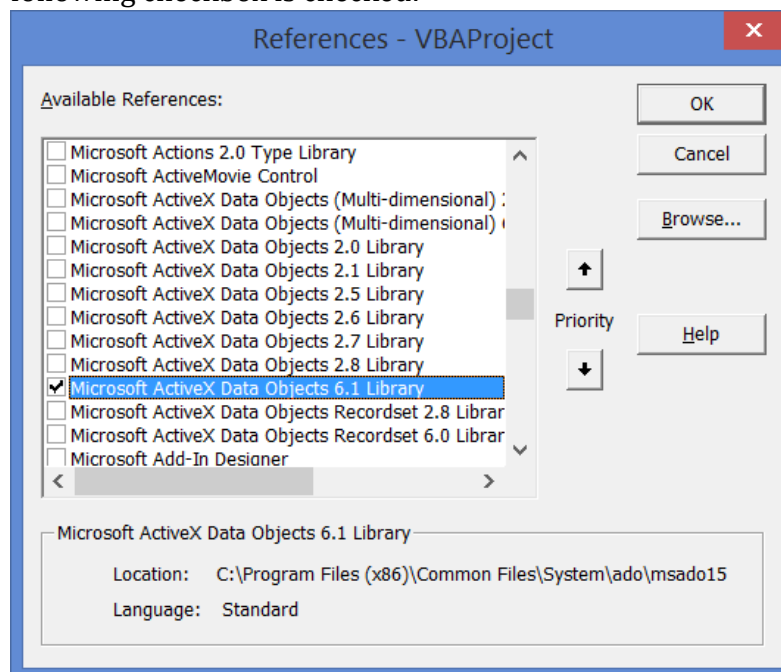 following checkbox is checked:
References - VBAProject
Available References:
Microsoft Actions 2.0 Type Library
Microsoft ActiveMovie Control
Microsoft ActiveX Data Objects (Multi-dimensional)
Microsoft ActiveX Data Objects (Multi-dimensional)
Microsoft ActiveX Data Objects 2.0 Library
Microsoft ActiveX Data Objects 2.1 Library
Microsoft ActiveX Data Objects 2.5 Library
Microsoft ActiveX Data Objects 2.6 Library
Microsoft ActiveX Data Objects 2.7 Library
Microsoft ActiveX Data Objects 2.8 Library
Microsoft ActiveX Data Objects 6.1 Library
Microsoft ActiveX Data Objects Recordset 2.8 Librar
Microsoft ActiveX Data Objects Recordset 6.0 Librar
Microsoft Add-In Designer
Priority
OK
Cancel
Browse...
Help
Microsoft ActiveX Data Objects 6.1 Library
Location: C:\Program Files (x86)\Common Files\System\ado\msado15
Language: Standard